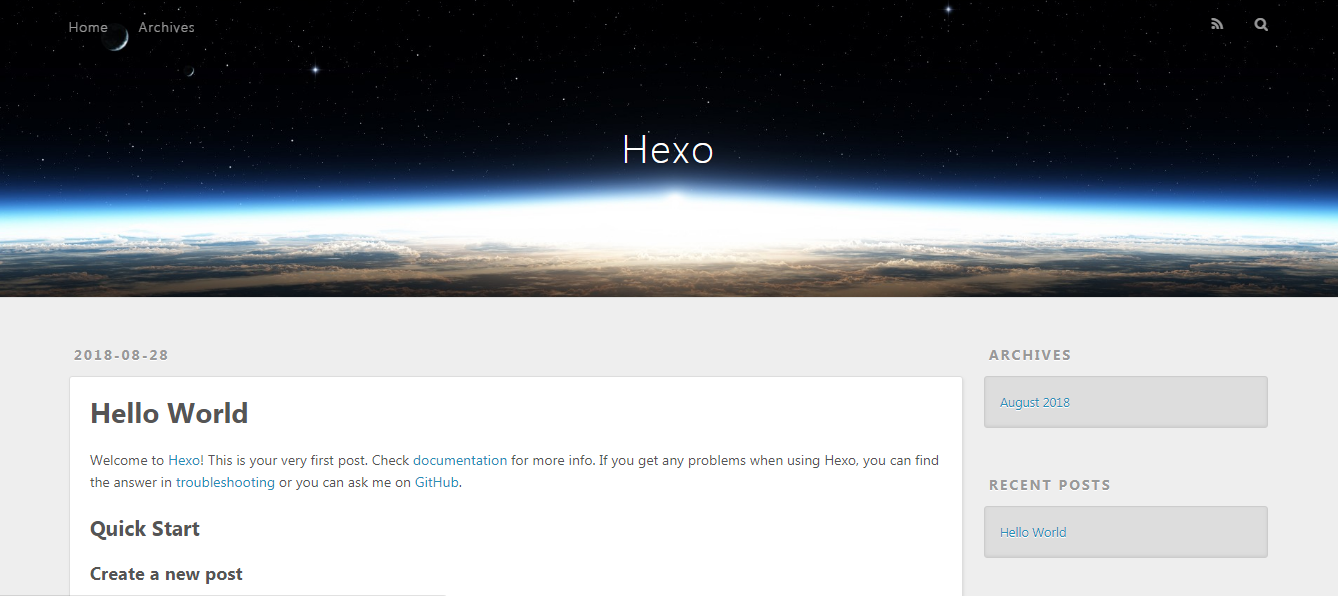 Home Archives
Hexo
2018-08-28
Hello World
Welcome to Hexo! This is your very first post. Check documentation for more info. If you get any problems when using Hexo, you can find
the answer in troubleshooting or you can ask me on GitHub.
Quick Start
Create a new post
ARCHIVES
August 2018
RECENT POSTS
Hello World